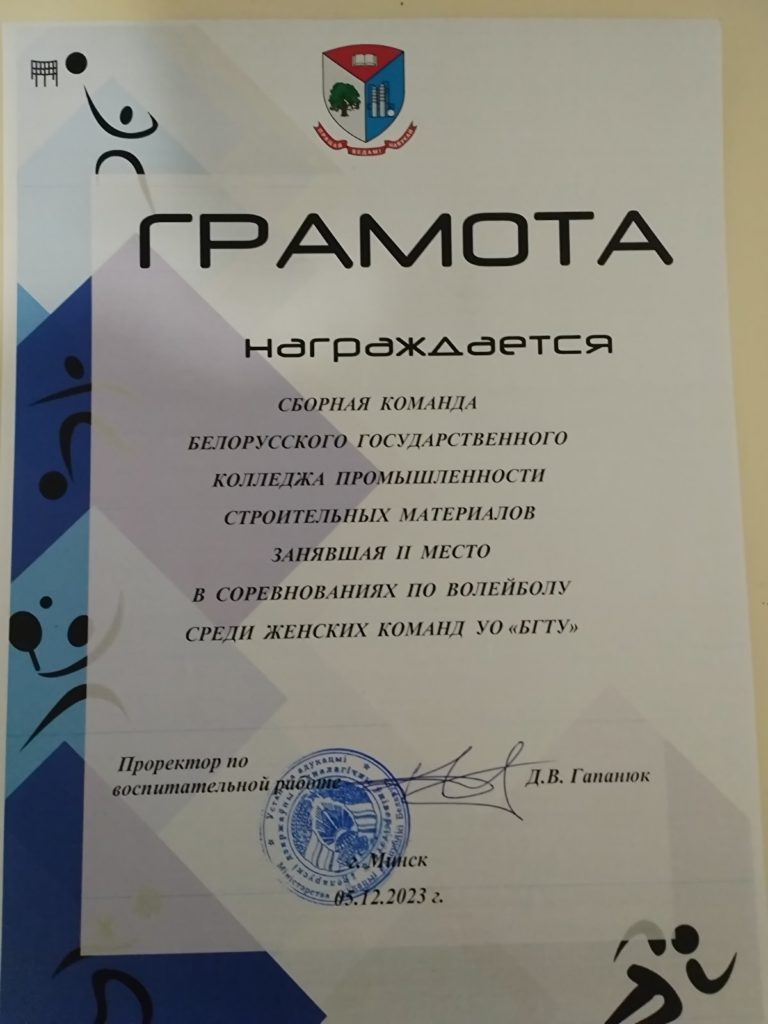 ГРАМОТА
награждается
СБОРНАЯ КОМАНДА
БЕЛОРУССКОГО ГОСУДАРСТВЕННОГО
КОЛЛЕДЖА ПРОМЫШЛЕННОСТИ
СТРОИТЕЛЬНЫХ МАТЕРИАЛОВ
ЗАНЯВШАЯ II МЕСТО
В СОРЕВНОВАНИЯХ ПО ВОЛЕЙБОЛУ
СРЕДИ ЖЕНСКИХ КОМАНД УО «БГТУ»
Проректор по
воспитательной работе
Д.В. Гапанюк
г. Минск
05.12.2023 г.